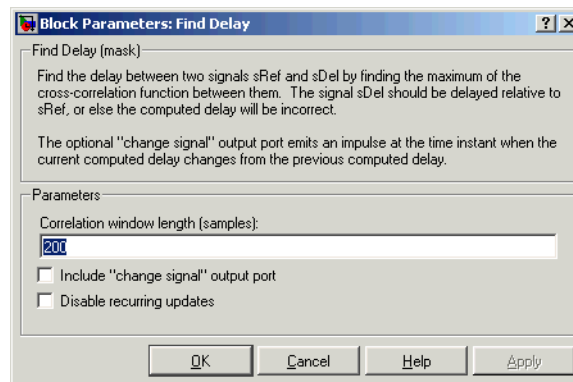 Block Parameters: Find Delay
Find Delay (mask)
Find the delay between two signals sRef and sDel by finding the maximum of the
cross-correlation function between them. The signal sDel should be delayed relative to
sRef, or else the computed delay will be incorrect.
The optional "change signal" output port emits an impulse at the time instant when the
current computed delay changes from the previous computed delay.
Parameters
Correlation window length (samples):
200
Include "change signal" output port
Disable recurring updates
OK Cancel Help Apply